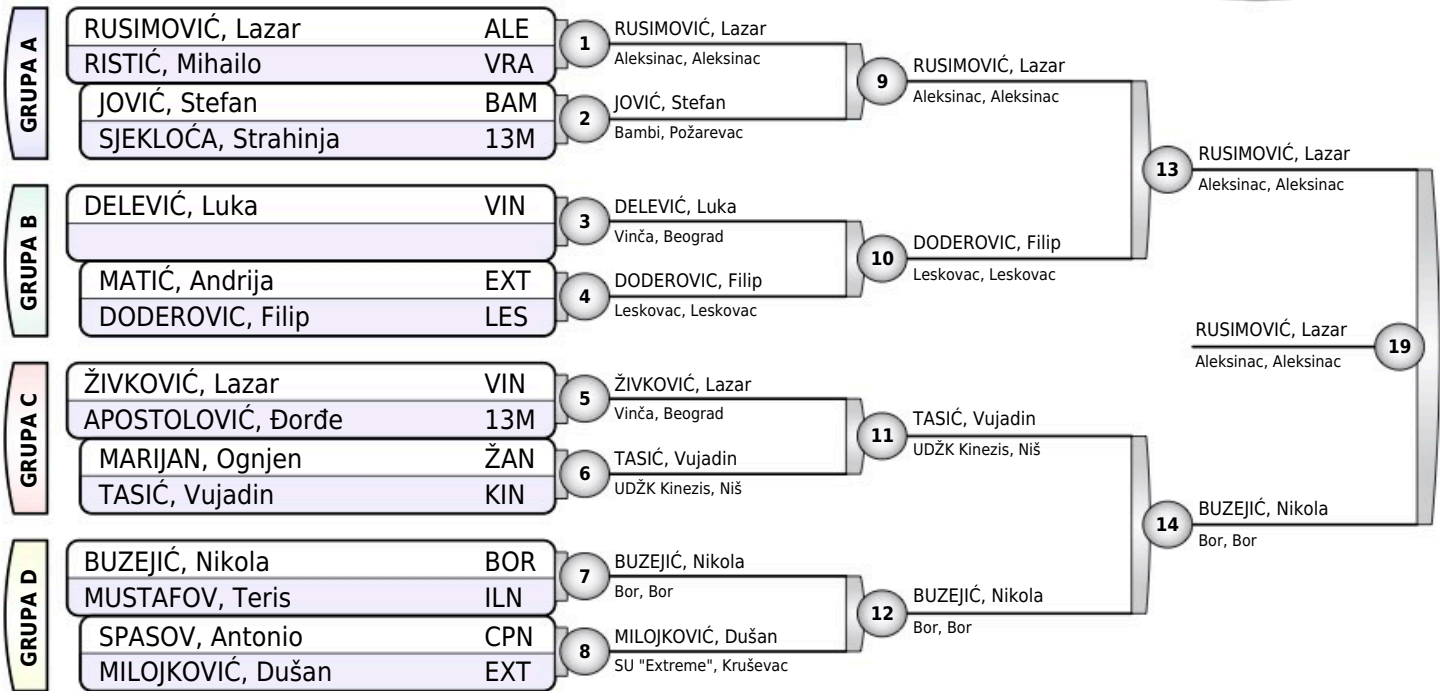 GRUPA A
RUSIMOVIĆ, Lazar ALE
RISTIĆ, Mihailo VRA
JOVIĆ, Stefan BAM
SJEKLOĆA, Strahinja 13M
GRUPA B
DELEVIĆ, Luka VIN
MATIĆ, Andrija EXT
DODEROVIC, Filip LES
GRUPA C
ŽIVKOVIĆ, Lazar VIN
APOSTOLOVIĆ, Đorđe 13M
MARIJAN, Ognjen ŽAN
TASIĆ, Vujadin KIN
GRUPA D
BUZEJIĆ, Nikola BOR
MUSTAFOV, Teris ILN
SPASOV, Antonio CPN
MILOJKOVIĆ, Dušan EXT
1
RUSIMOVIĆ, Lazar
Aleksinac, Aleksinac
2
JOVIĆ, Stefan
Bambi, Požarevac
3
DELEVIĆ, Luka
Vinča, Beograd
4
DODEROVIC, Filip
Leskovac, Leskovac
5
ŽIVKOVIĆ, Lazar
Vinča, Beograd
6
TASIĆ, Vujadin
UDŽK Kinezis, Niš
7
BUZEJIĆ, Nikola
Bor, Bor
8
MILOJKOVIĆ, Dušan
SU "Extreme", Kruševac
9
RUSIMOVIĆ, Lazar
Aleksinac, Aleksinac
10
DODEROVIC, Filip
Leskovac, Leskovac
11
TASIĆ, Vujadin
UDŽK Kinezis, Niš
12
BUZEJIĆ, Nikola
Bor, Bor
13
RUSIMOVIĆ, Lazar
Aleksinac, Aleksinac
14
BUZEJIĆ, Nikola
Bor, Bor
RUSIMOVIĆ, Lazar
Aleksinac, Aleksinac
19